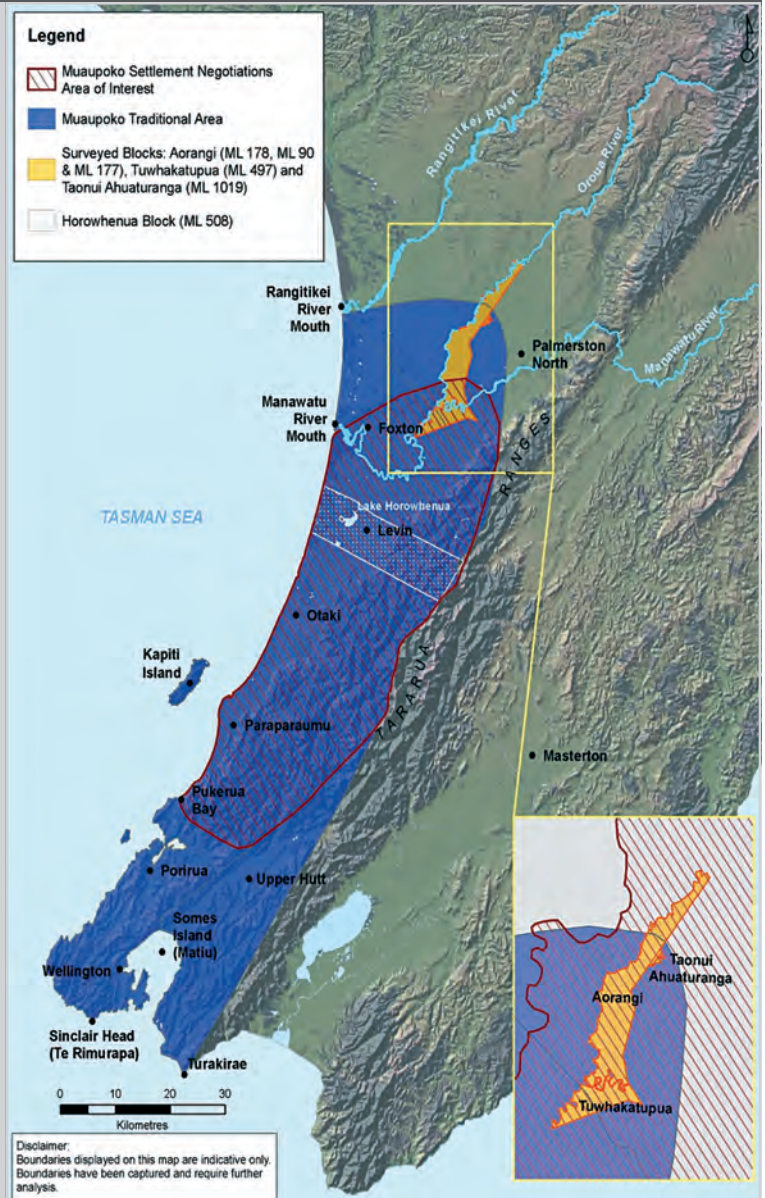 Legend
Muaupoko Settlement Negotiations
Area of Interest
Muaupoko Traditional Area
Surveyed Blocks: Aorangi (ML 178, ML 90
& ML 177), Tuwhakatupua (ML 497) and
Taonui Ahuaturanga (ML 1019)
Horowhenua Block (ML 508)
Rangitikei River
Oroua River
Rangitikei
River
Mouth
Palmerston
North
Manawatu River
Manawatu
River
Mouth
Foxton
RANGES
TASMAN SEA
Lake Horowhenua
Levin
Otaki
Kapiti
Island
TARARUA
Paraparaumu
Masterton
Pukerua
Bay
Porirua
Upper Hutt
Somes
Island
(Matiu)
Wellington
Sinclair Head
(Te Rimurapa)
Turakirae
Taonui
Ahuaturanga
Aorangi
Tuwhakatupua
0 10 20 30
Kilometres
Disclaimer:
Boundaries displayed on this map are indicative only.
Boundaries have been captured and require further
analysis.